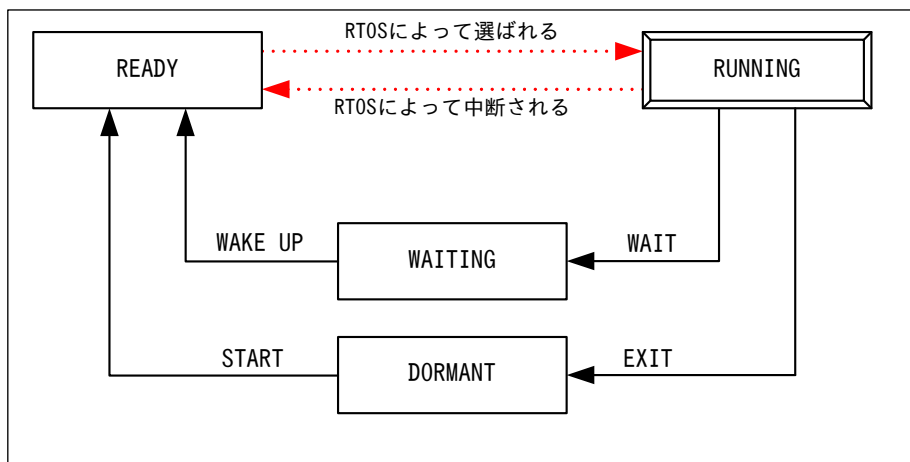 RTOSによって選ばれる
READY
RUNNING
RTOSによって中断される
WAKE UP
WAITING
WAIT
START
DORMANT
EXIT